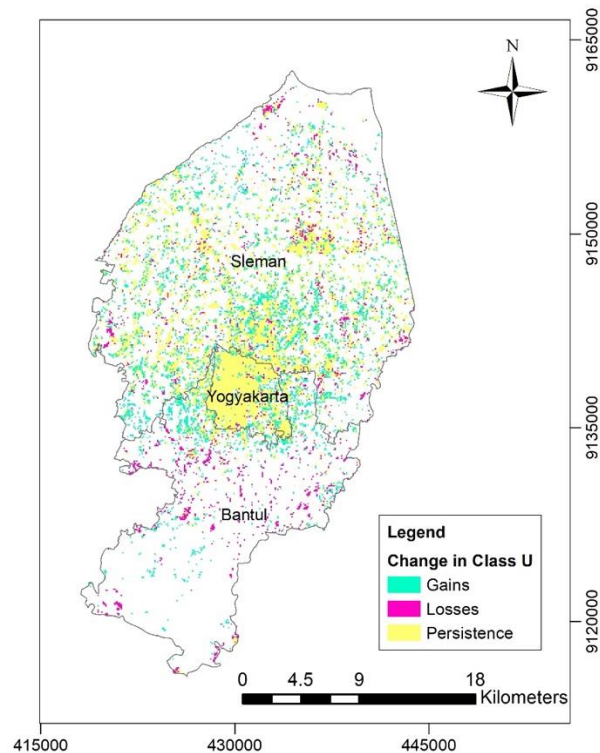 9165000
N
9150000
Sleman
Yogyakarta
9135000
Bantul
Legend
Change in Class U
Gains
Losses
Persistence
9120000
0 4.5 9 18
Kilometers
415000 430000 445000